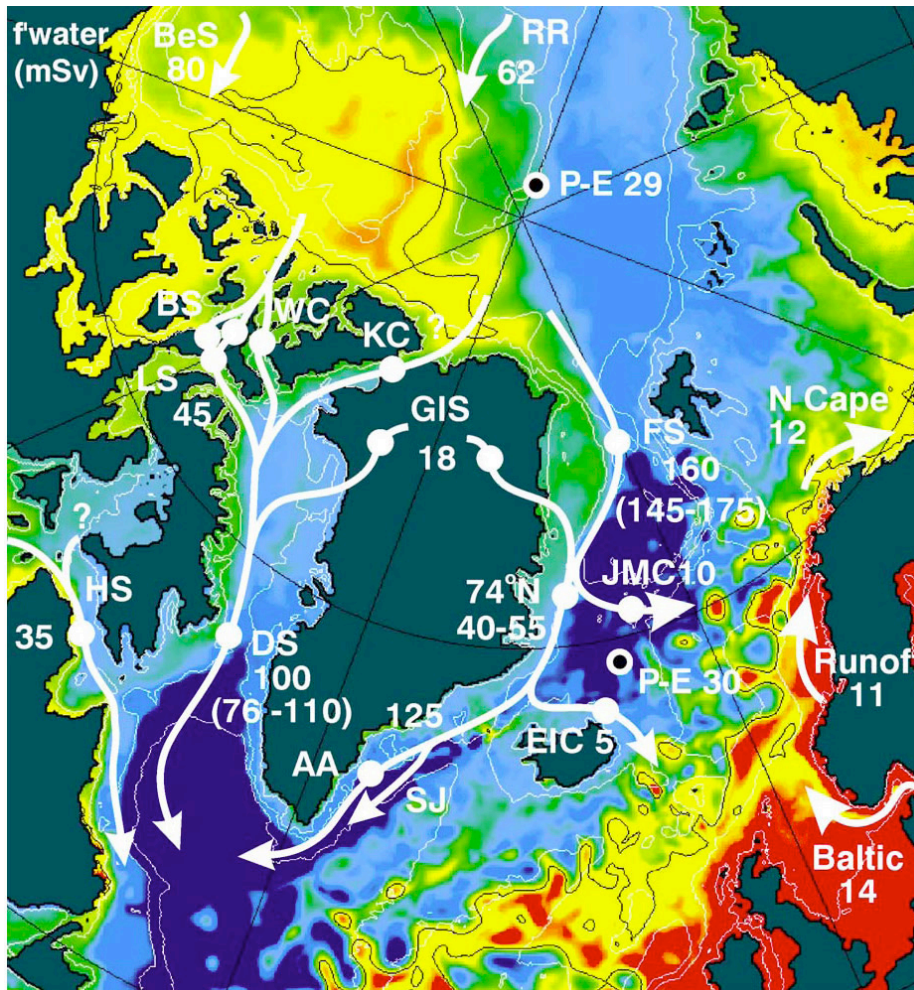 f'water
(mSv)
BeS
80
RR
62
P-E 29
BS
WC
KC
?
LS
45
GIS
18
N Cape
12
FS
160
(145-175)
?
HS
35
74°N
40-55
JMC10
DS
100
(76 -110)
P-E 30
Runoff
11
125
EIC 5
AA
SJ
Baltic
14